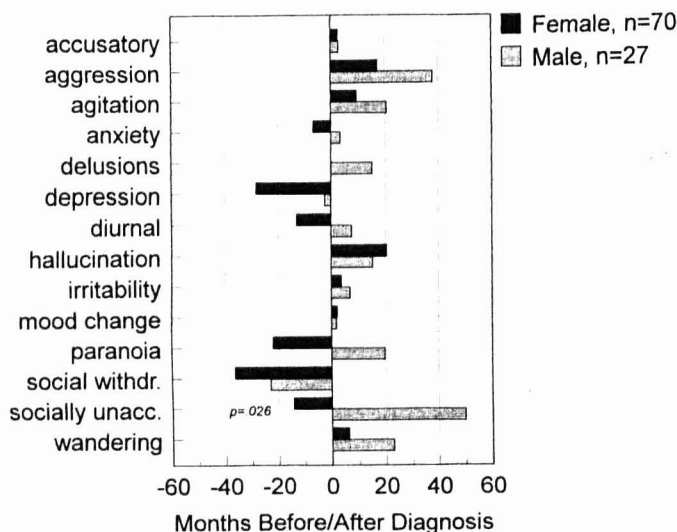 Female, n=70
Male, n=27
accusatory
aggression
agitation
anxiety
delusions
depression
diurnal
hallucination
irritability
mood change
paranoia
social withdr.
socially unacc.
p= 026
wandering
-60 -40 -20 0 20 40 60
Months Before/After Diagnosis